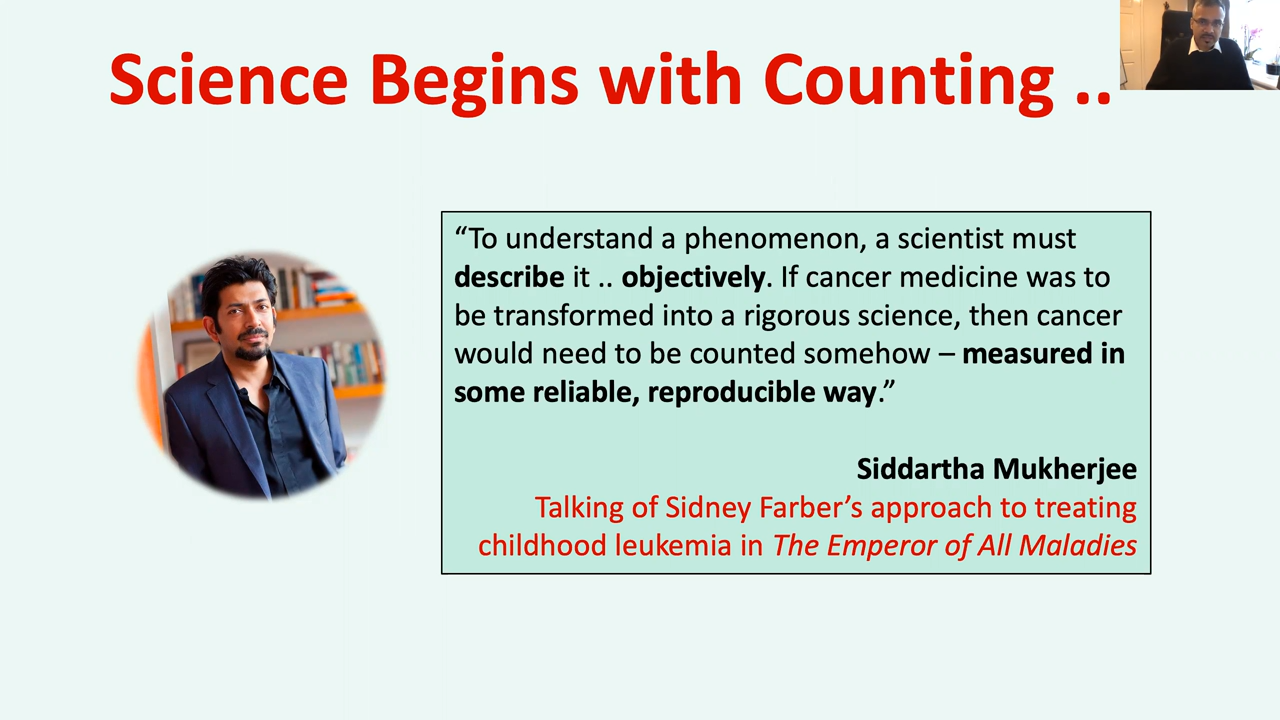 Science Begins with Counting ..
“To understand a phenomenon, a scientist must
describe it .. objectively. If cancer medicine was to
be transformed into a rigorous science, then cancer
would need to be counted somehow – measured in
some reliable, reproducible way.”
Siddartha Mukherjee
Talking of Sidney Farber’s approach to treating
childhood leukemia in The Emperor of All Maladies